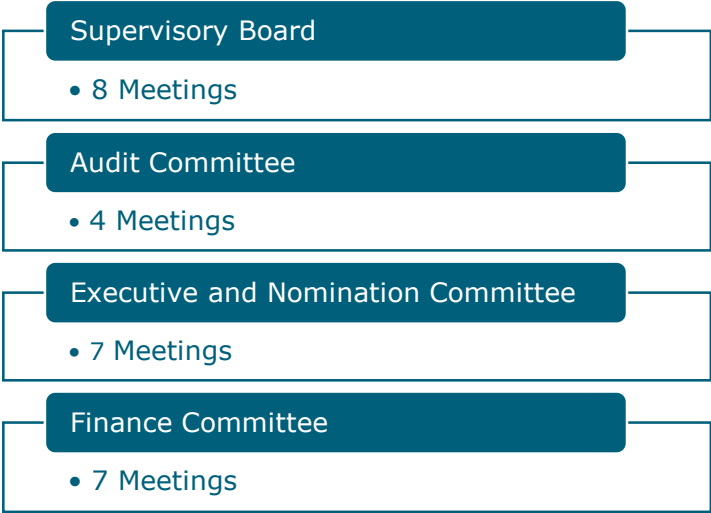 Supervisory Board
• 8 Meetings
Audit Committee
• 4 Meetings
Executive and Nomination Committee
• 7 Meetings
Finance Committee
• 7 Meetings